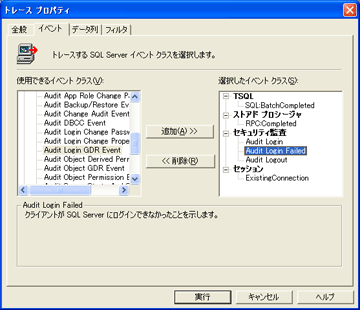 トレース プロパティ
全般
イベント
データ列
フィルタ
トレースする SQL Server イベント クラスを選択します。
使用できるイベント クラス(V):
Audit App Role Change P
Audit Backup/Restore Ev
Audit Change Audit Event
Audit DBCC Event
Audit Login Change Passw
Audit Login Change Prope
Audit Login GDR Event
Audit Object Derived Perr
Audit Object GDR Event
Audit Object Permission E
追加(A) >>
<< 削除(R)
選択したイベント クラス(S):
TSQL
SQL:BatchCompleted
ストアド プロシージャ
RPC:Completed
セキュリティ監査
Audit Login
Audit Login Failed
Audit Logout
セッション
ExistingConnection
Audit Login Failed
クライアントが SQL Server にログインできなかったことを示します。
実行
キャンセル
ヘルプ